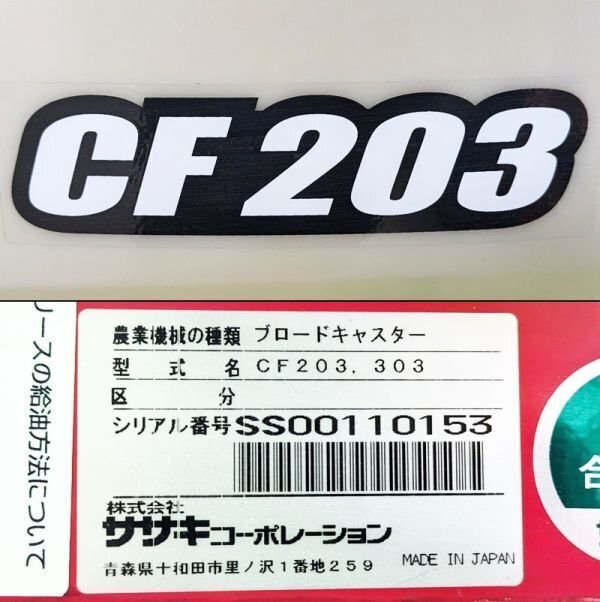 CF 203
農業機械の種類 ブロードキャスター
型式名 CF203. 303
区分
シリアル番号 SS00110153
株式会社
ササキコーポレーション
青森県十和田市里ノ沢1番地259 MADE IN JAPAN
ースの給油方法について
合